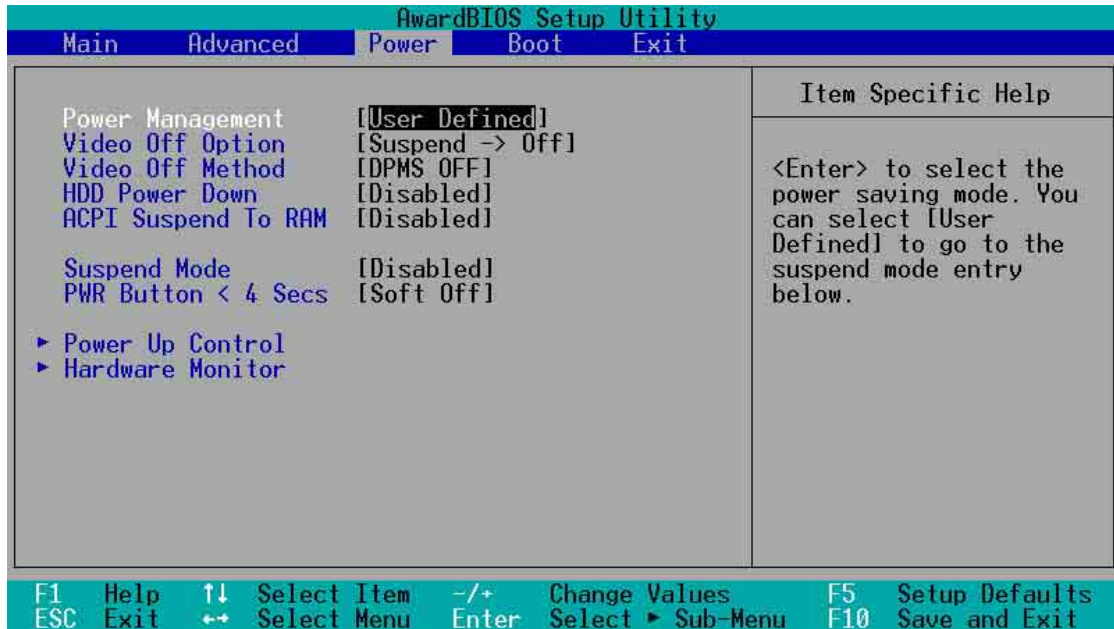 AwardBIOS Setup Utility
Main Advanced Power Boot Exit
Power Management [User Defined]
Video Off Option [Suspend -> Off]
Video Off Method [DPMS OFF]
HDD Power Down [Disabled]
ACPI Suspend To RAM [Disabled]
Suspend Mode [Disabled]
PWR Button < 4 Secs [Soft Off]
▸ Power Up Control
▸ Hardware Monitor
Item Specific Help
<Enter> to select the
power saving mode. You
can select [User
Defined] to go to the
suspend mode entry
below.
F1 Help ↑↓ Select Item -/+ Change Values F5 Setup Defaults
ESC Exit ←→ Select Menu Enter Select ▸ Sub-Menu F10 Save and Exit